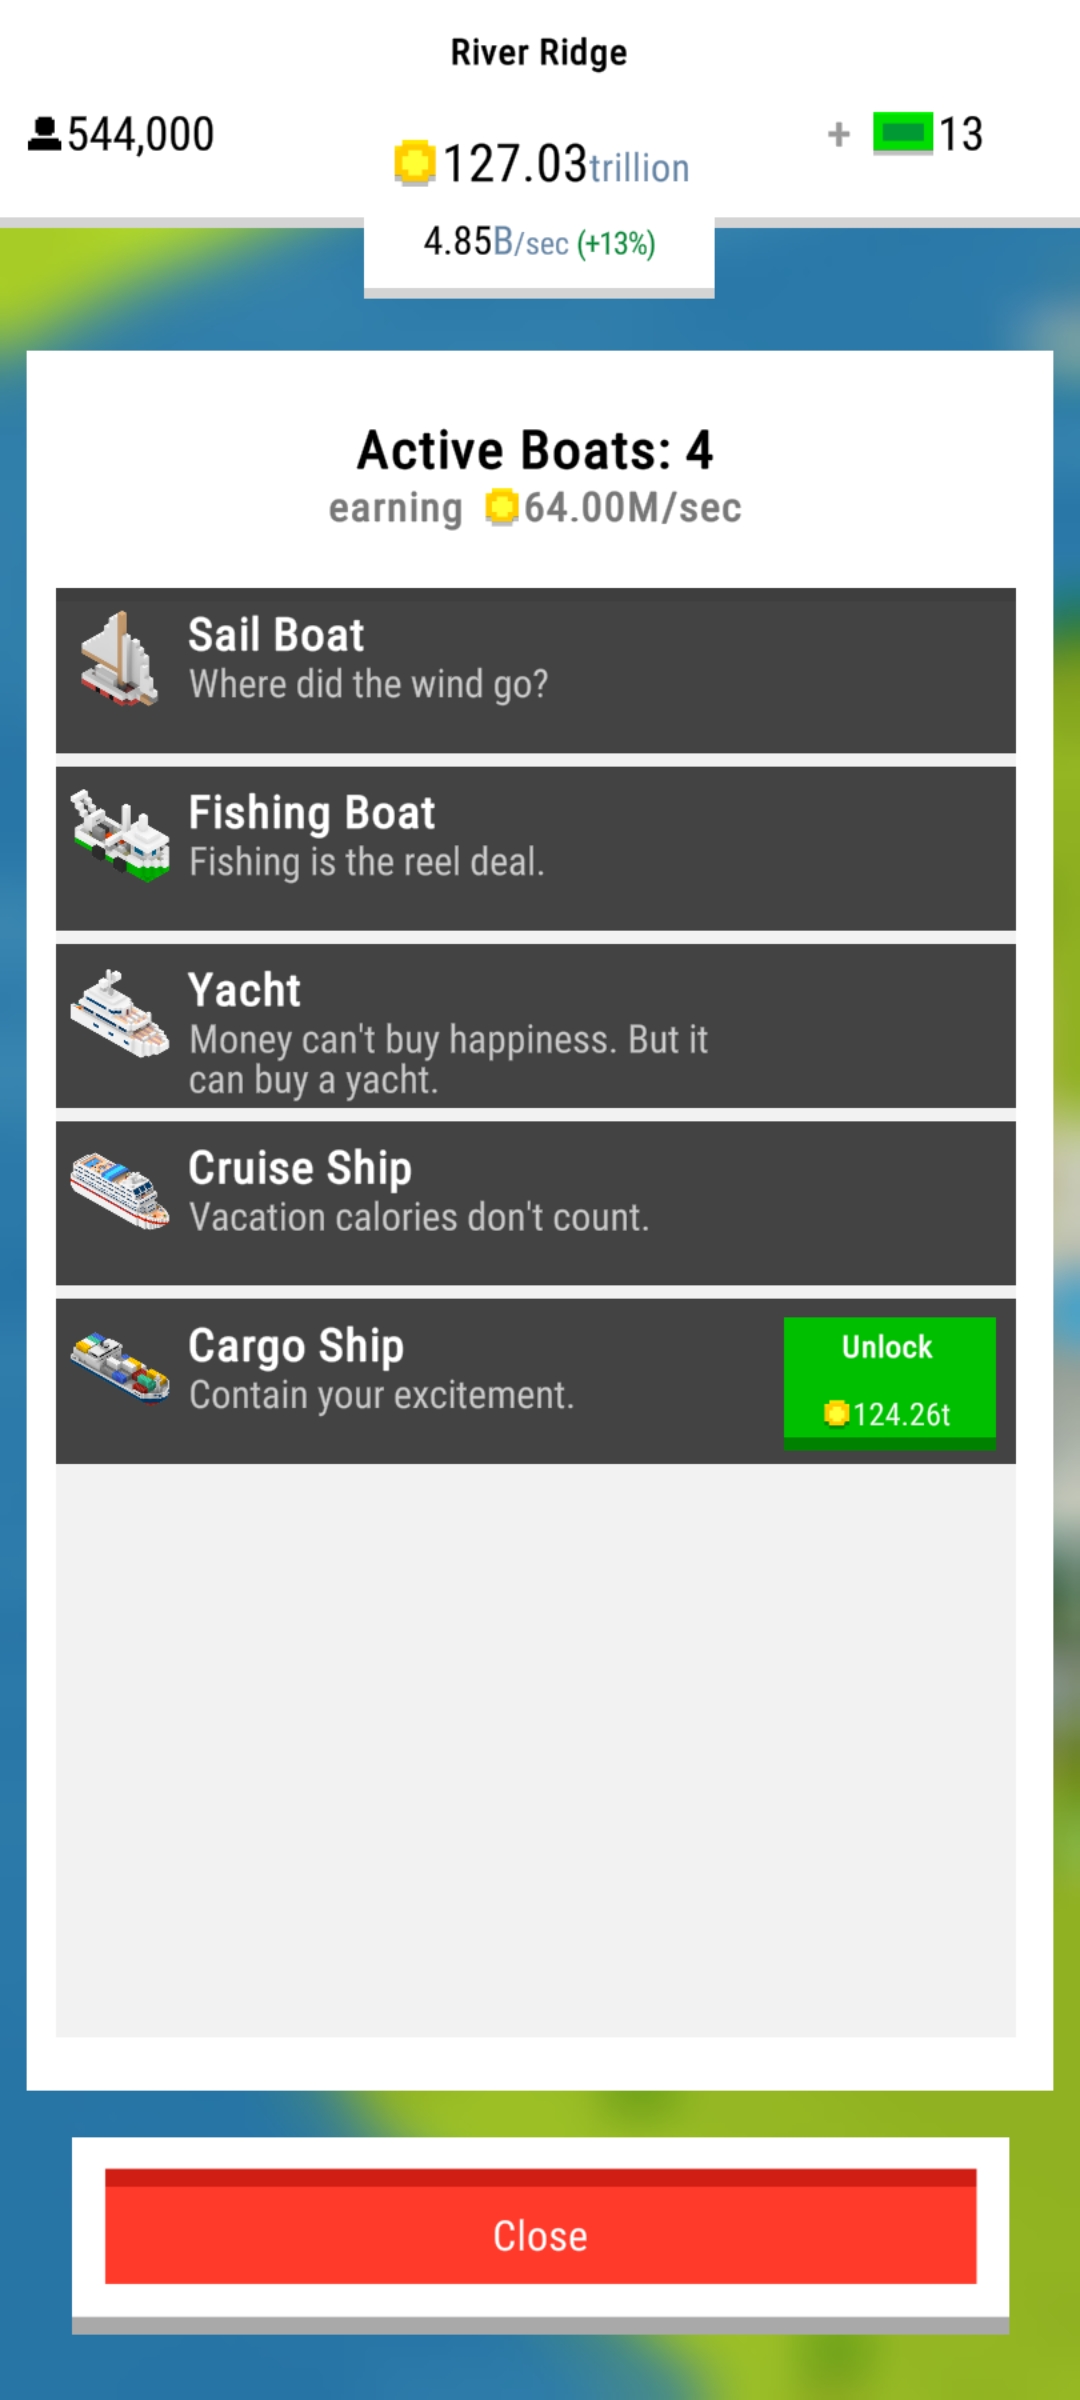 River Ridge
544,000
127.03trillion
+ 13
4.85B/sec (+13%)
Active Boats: 4
earning 64.00M/sec
Sail Boat
Where did the wind go?
Fishing Boat
Fishing is the reel deal.
Yacht
Money can't buy happiness. But it
can buy a yacht.
Cruise Ship
Vacation calories don't count.
Cargo Ship
Contain your excitement.
Unlock
124.26t
Close